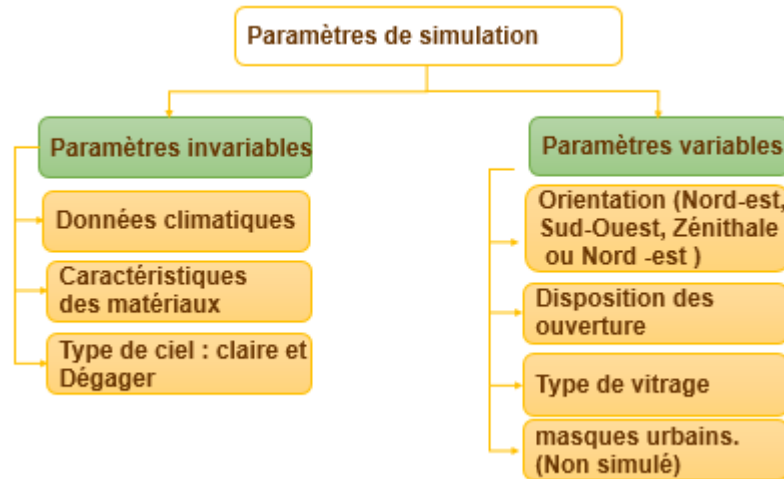 Paramètres de simulation
Paramètres invariables
Données climatiques
Caractéristiques
des matériaux
Type de ciel : claire et
Dégager
Paramètres variables
Orientation (Nord-est,
Sud-Ouest, Zénithale
ou Nord -est )
Disposition des
ouverture
Type de vitrage
masques urbains.
(Non simulé)